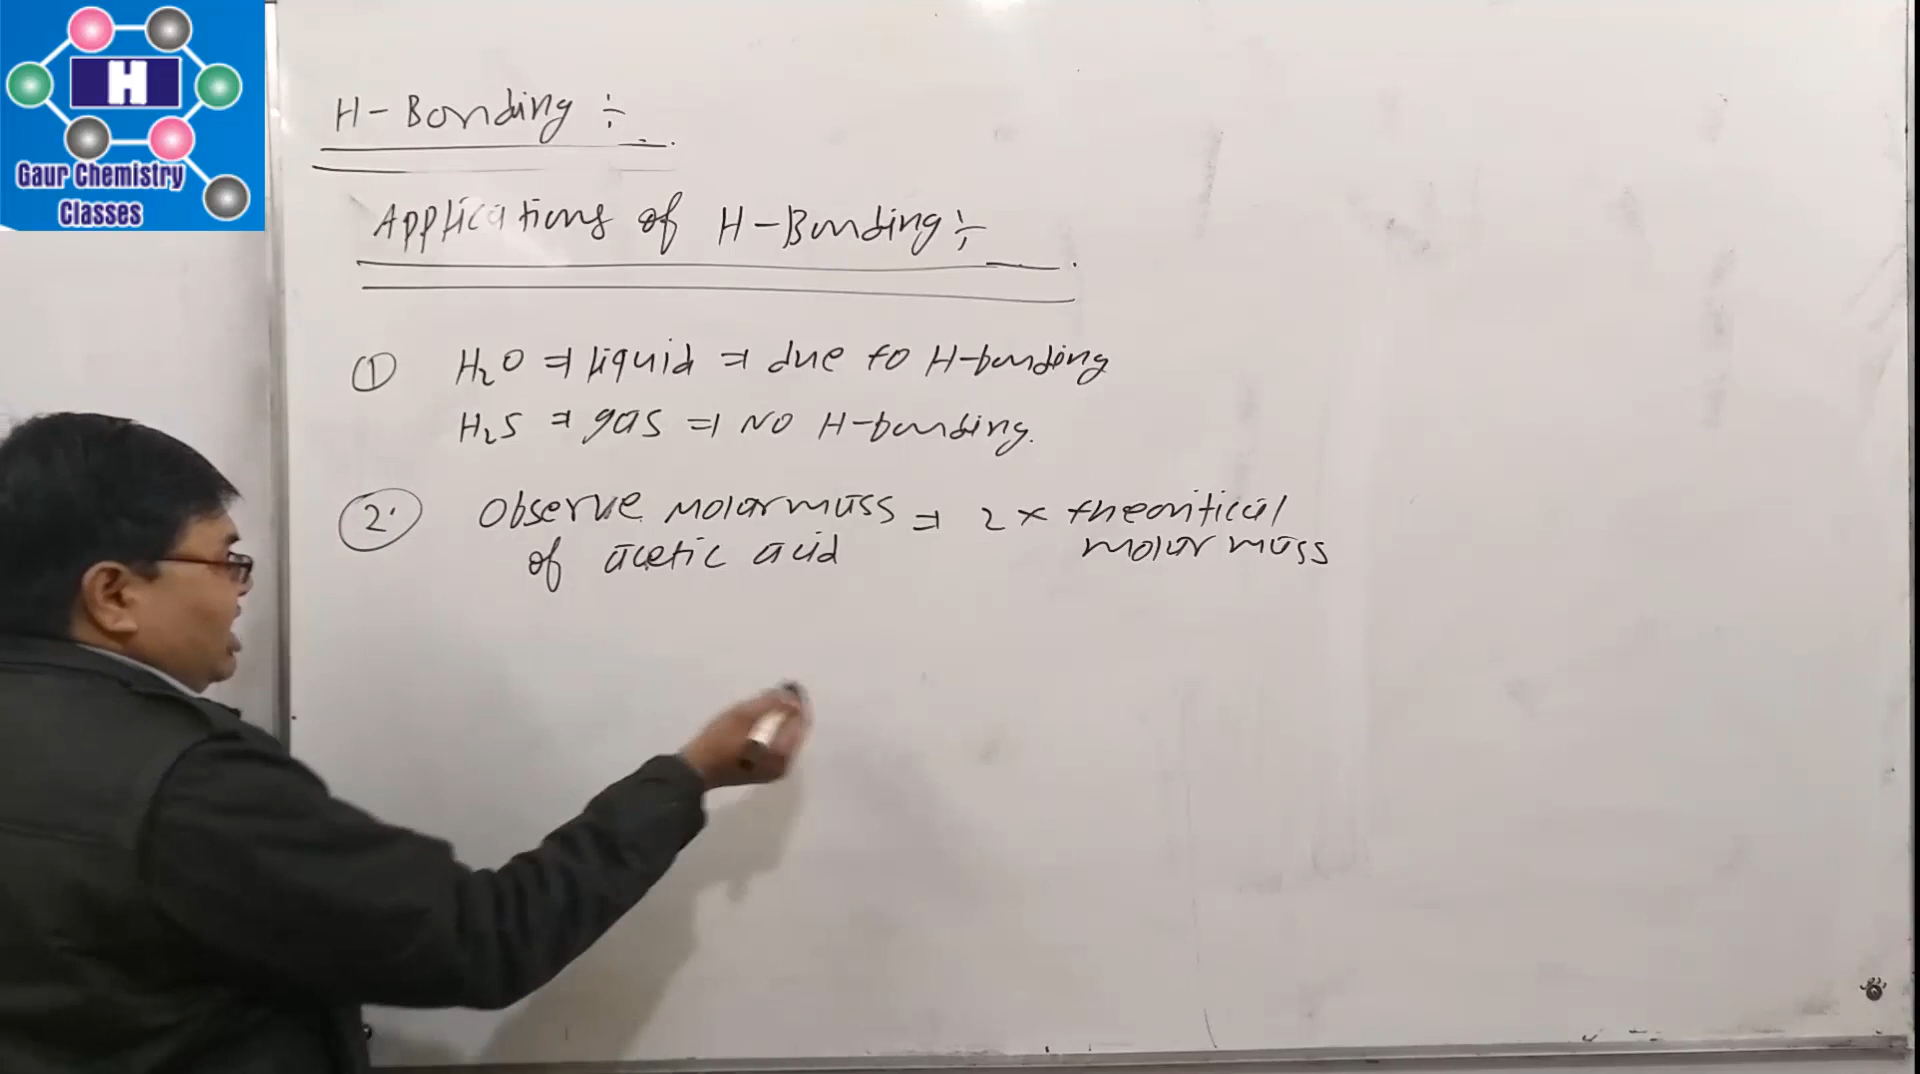 H
Gaur Chemistry
Classes
H-Bonding ÷
Applications of H-Bonding ÷
① H₂O ⇒ liquid ⇒ due to H-bonding
H₂S ⇒ gas ⇒ NO H-bonding.
②. Observe molar mass ⇒ 2 × theoritical
of acetic acid molar mass